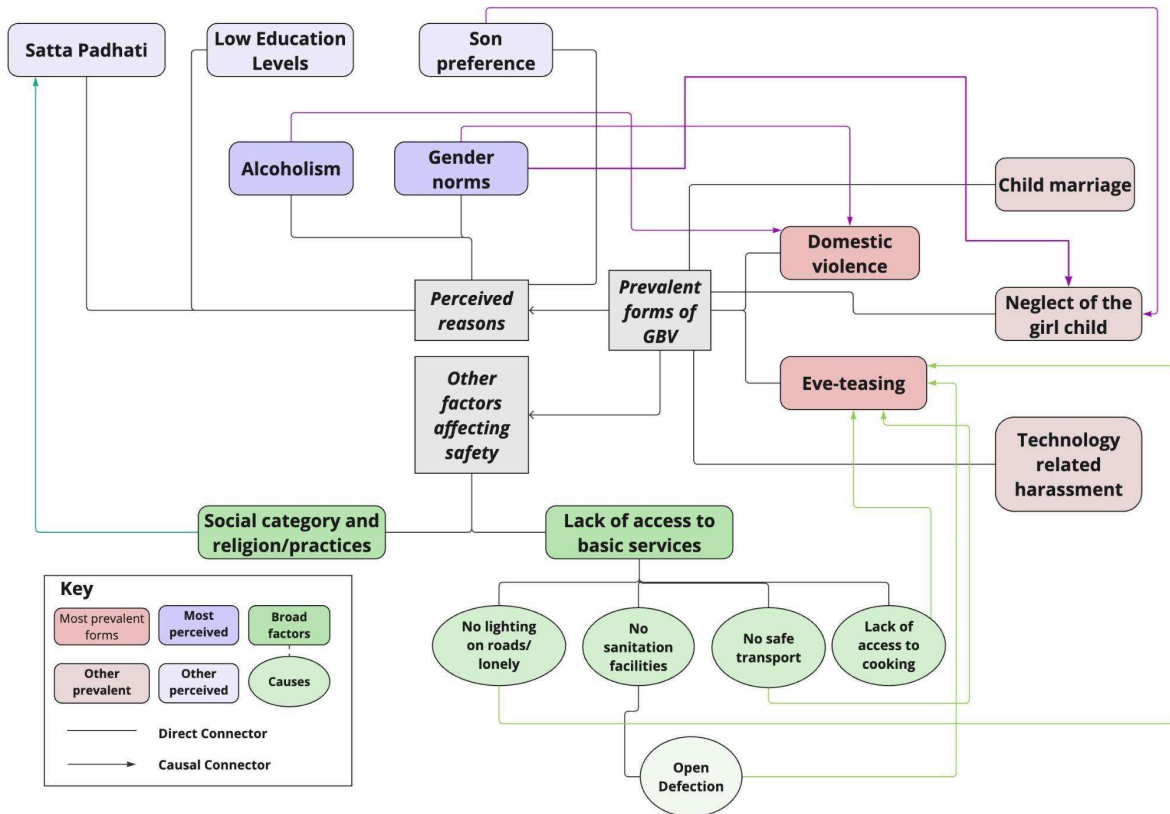 Satta Padhati
Low Education
Levels
Son
preference
Alcoholism
Gender
norms
Child marriage
Domestic
violence
Perceived
reasons
Prevalent
forms of
GBV
Neglect of the
girl child
Other
factors
affecting
safety
Eve-teasing
Technology
related
harassment
Social category and
religion/practices
Lack of access to
basic services
Key
Most prevalent
forms
Most
perceived
Broad
factors
Other
prevalent
Other
perceived
Causes
Direct Connector
Causal Connector
No lighting
on roads/
lonely
No
sanitation
facilities
No safe
transport
Lack of
access to
cooking
Open
Defection